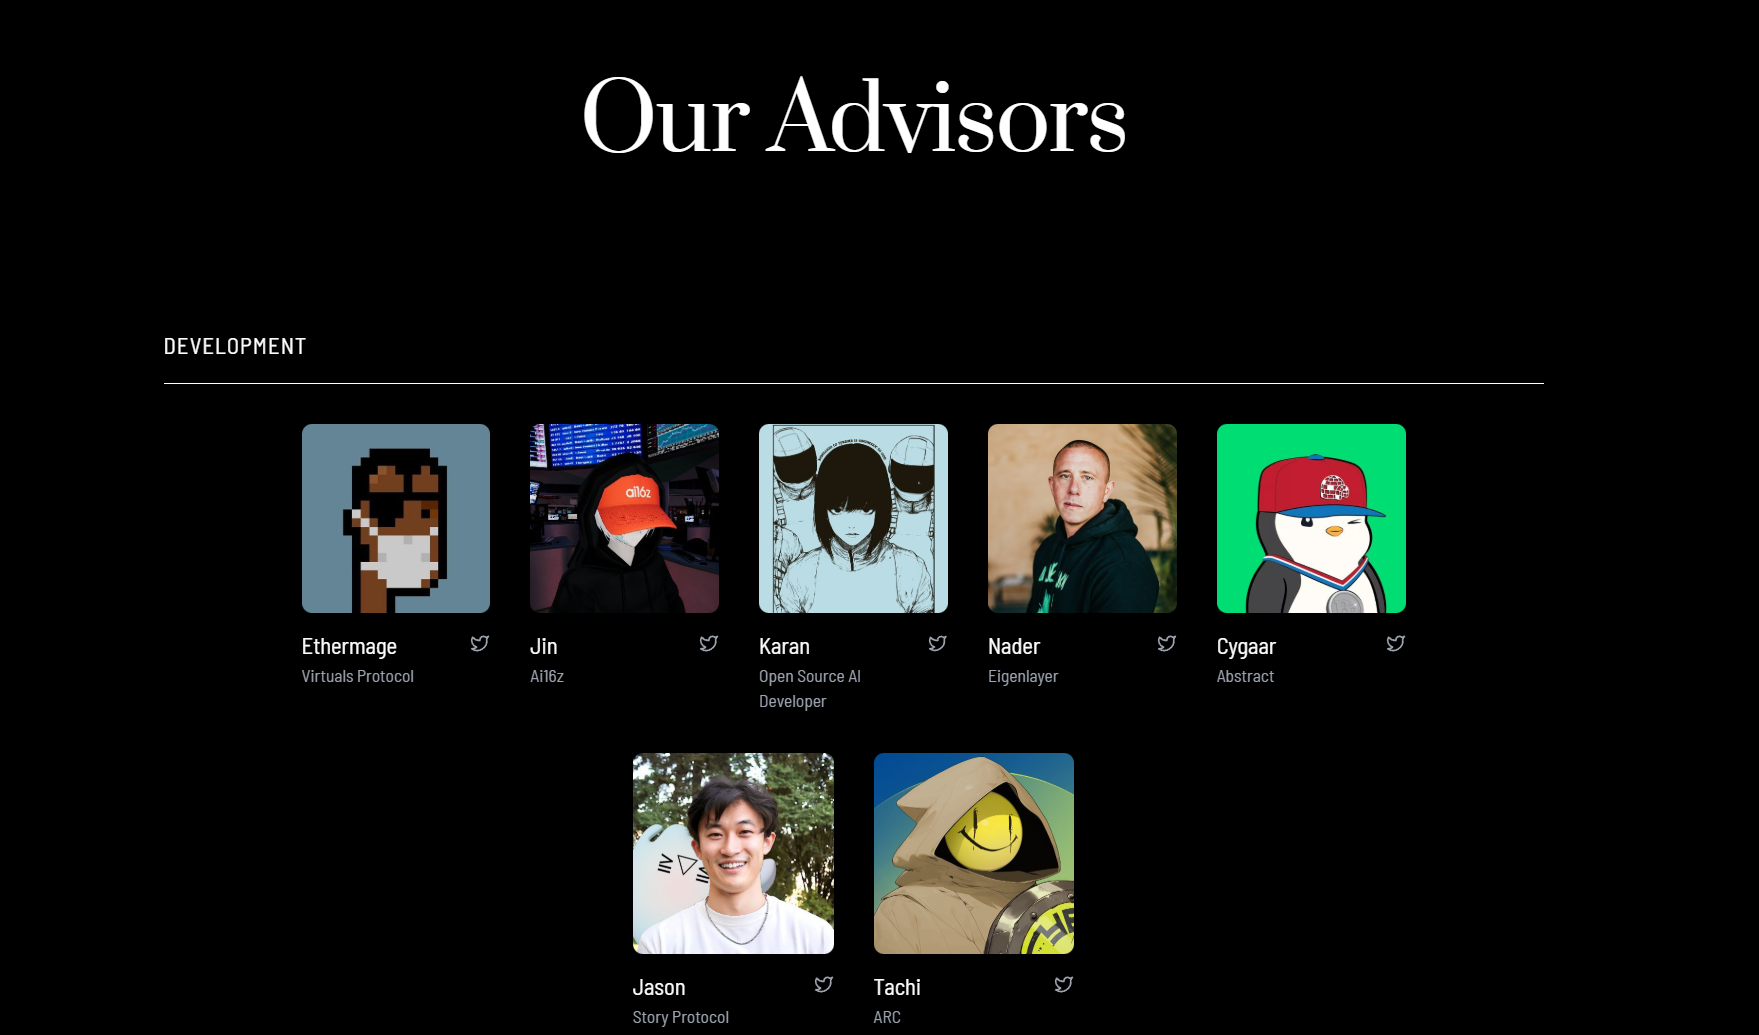 Our Advisors
DEVELOPMENT
ai16z
Ethermage
Virtuals Protocol
Jin
Ai16z
Karan
Open Source AI
Developer
Nader
Eigenlayer
Cygaar
Abstract
Jason
Story Protocol
Tachi
ARC